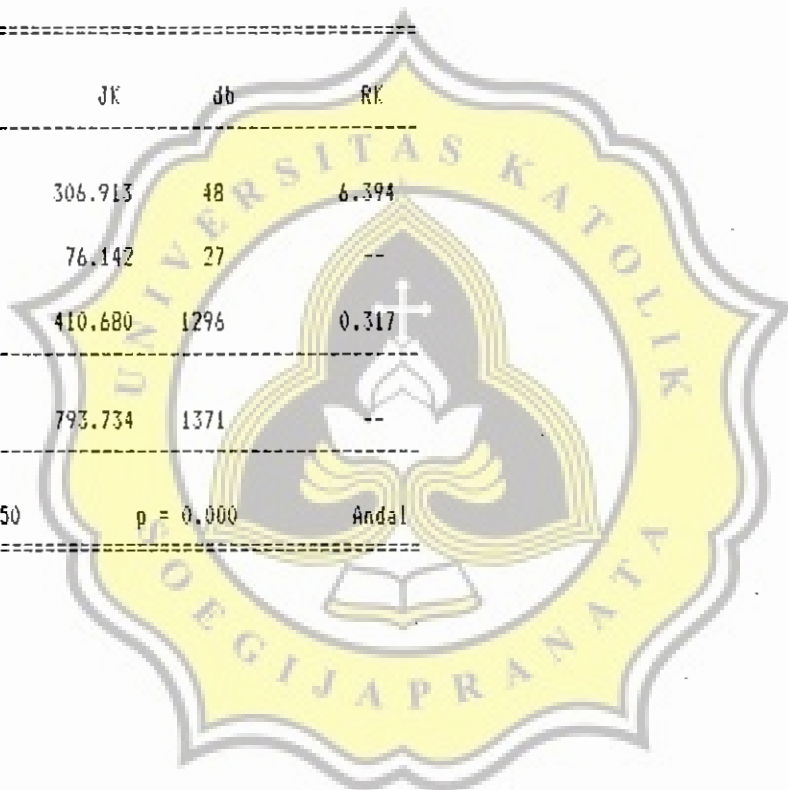 JK db RK
306.913 48 6.394
76.142 27 --
410.680 1296 0.317
793.734 1371 --
50 p = 0.000 Andal
UNIVERSITAS KATOLIK
SOEGIJAPRANATA